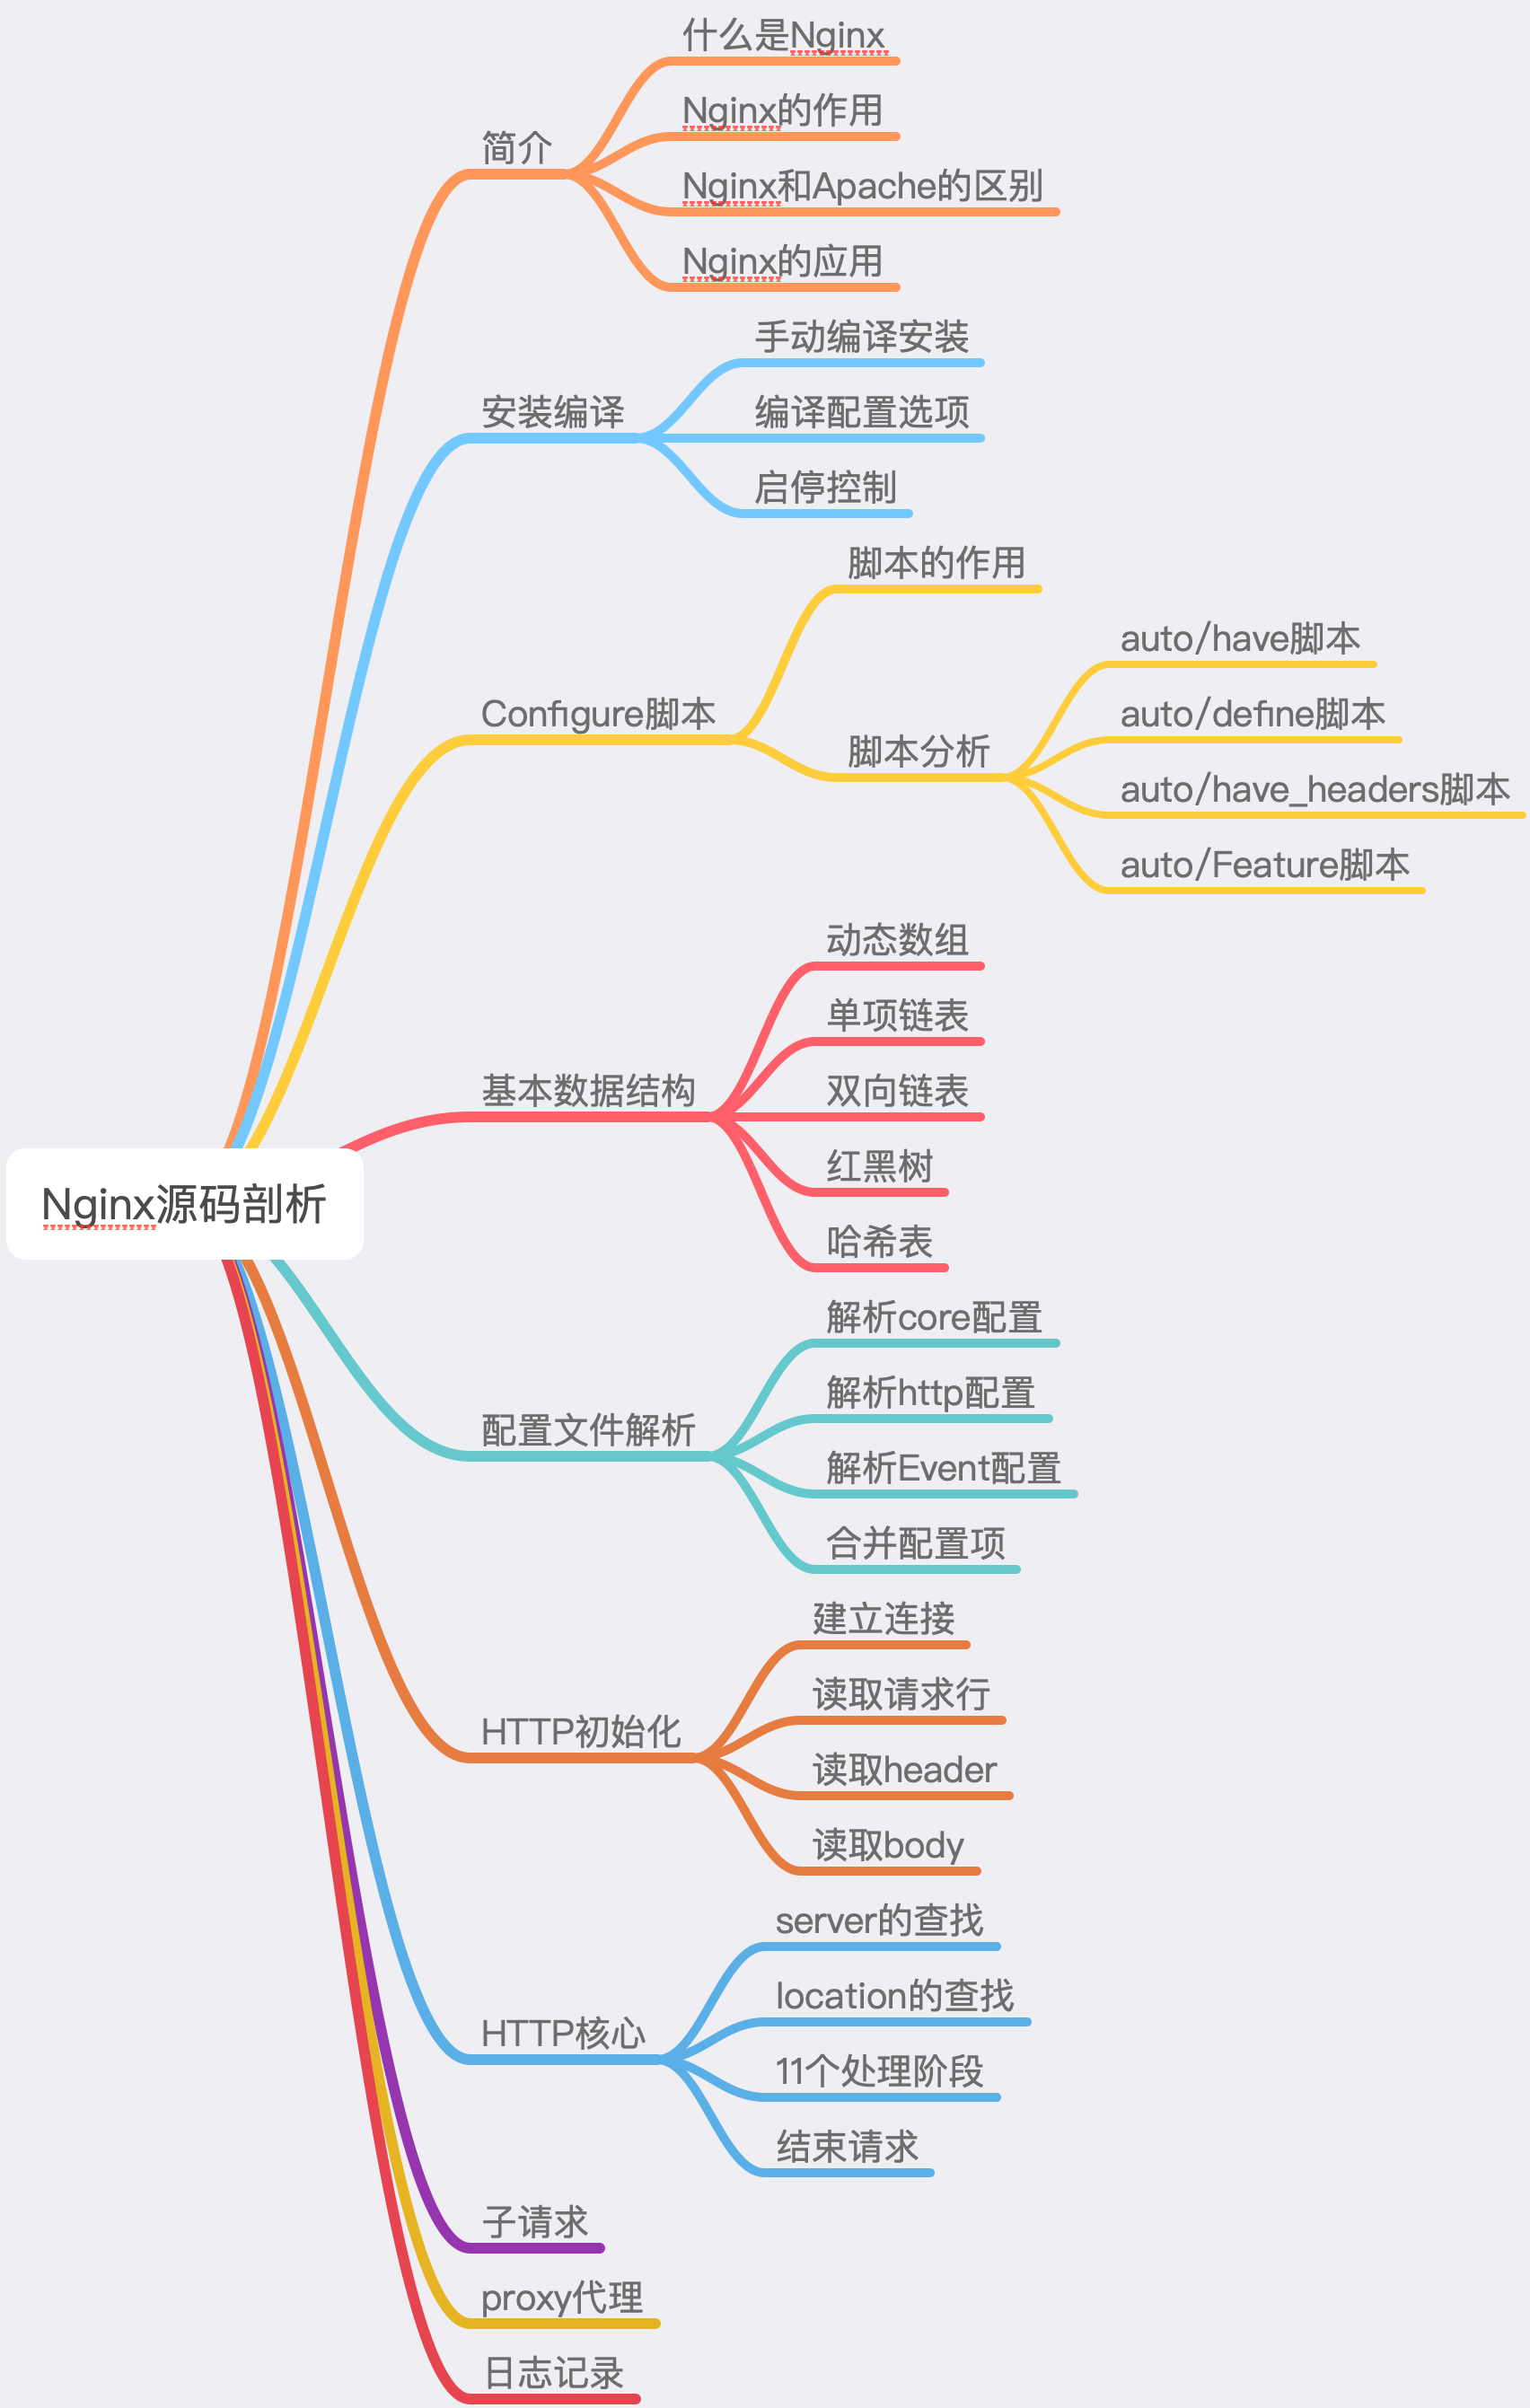 Nginx源码剖析
简介
什么是Nginx
Nginx的作用
Nginx和Apache的区别
Nginx的应用
安装编译
手动编译安装
编译配置选项
启停控制
Configure脚本
脚本的作用
脚本分析
auto/have脚本
auto/define脚本
auto/have_headers脚本
auto/Feature脚本
基本数据结构
动态数组
单项链表
双向链表
红黑树
哈希表
配置文件解析
解析core配置
解析http配置
解析Event配置
合并配置项
HTTP初始化
建立连接
读取请求行
读取header
读取body
HTTP核心
server的查找
location的查找
11个处理阶段
结束请求
子请求
proxy代理
日志记录